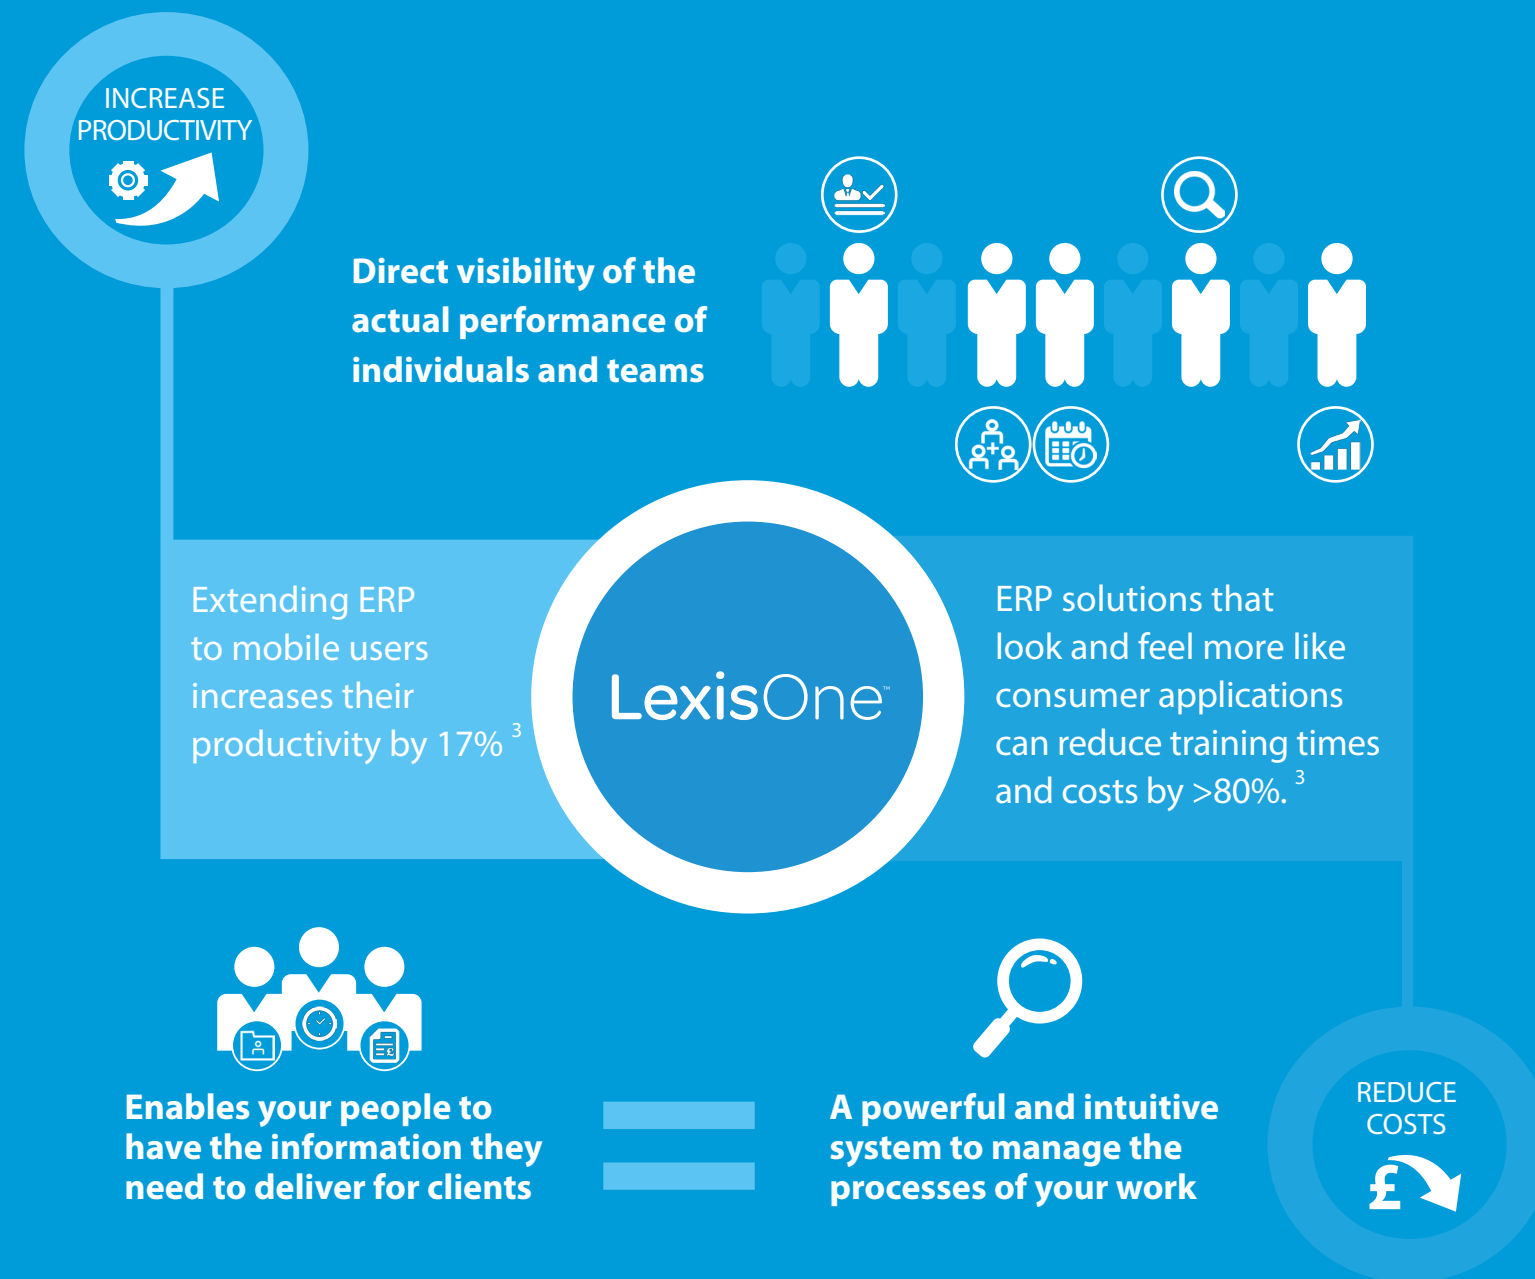 INCREASE
PRODUCTIVITY
Direct visibility of the
actual performance of
individuals and teams
Extending ERP
to mobile users
increases their
productivity by 17% 3
LexisOne™
ERP solutions that
look and feel more like
consumer applications
can reduce training times
and costs by >80%. 3
£
Enables your people to
have the information they
need to deliver for clients
A powerful and intuitive
system to manage the
processes of your work
REDUCE
COSTS
£